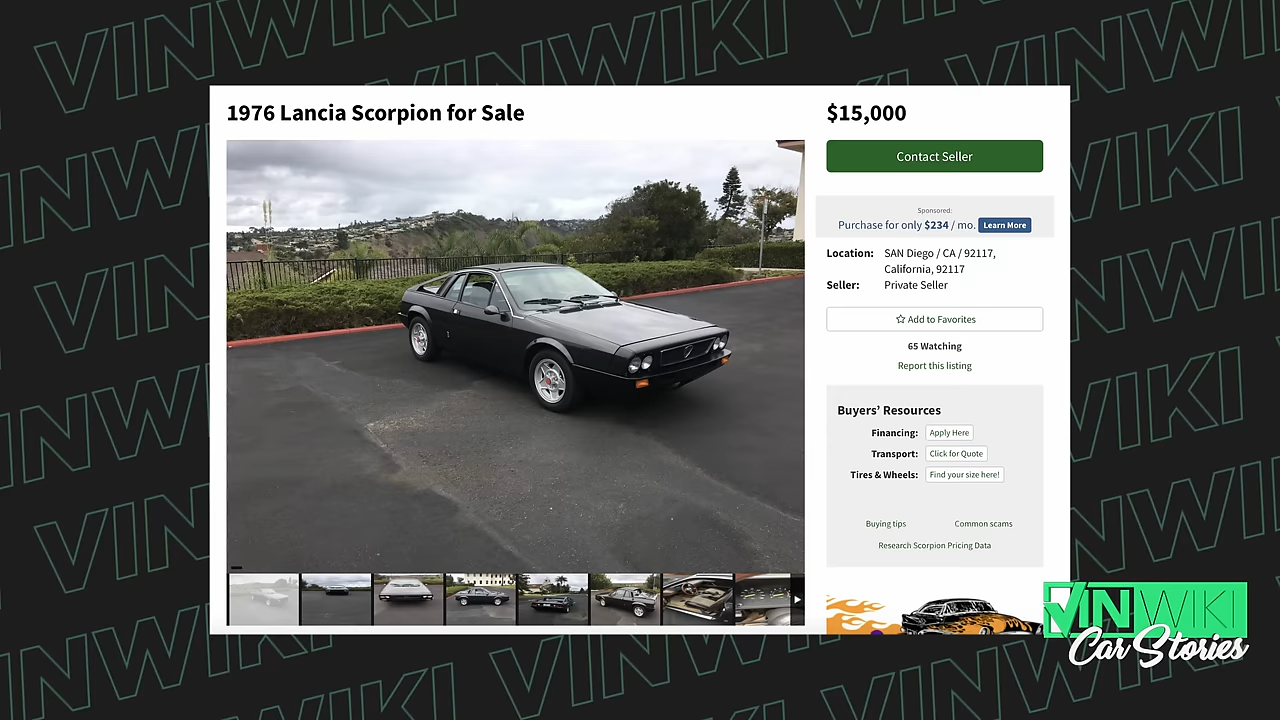 1976 Lancia Scorpion for Sale
$15,000
Contact Seller
Sponsored:
Purchase for only $234 / mo. Learn More
Location: SAN Diego / CA / 92117,
California, 92117
Seller: Private Seller
Add to Favorites
65 Watching
Report this listing
Buyers’ Resources
Financing: Apply Here
Transport: Click for Quote
Tires & Wheels: Find your size here!
Buying tips Common scams
Research Scorpion Pricing Data
VINWIKI
Car Stories